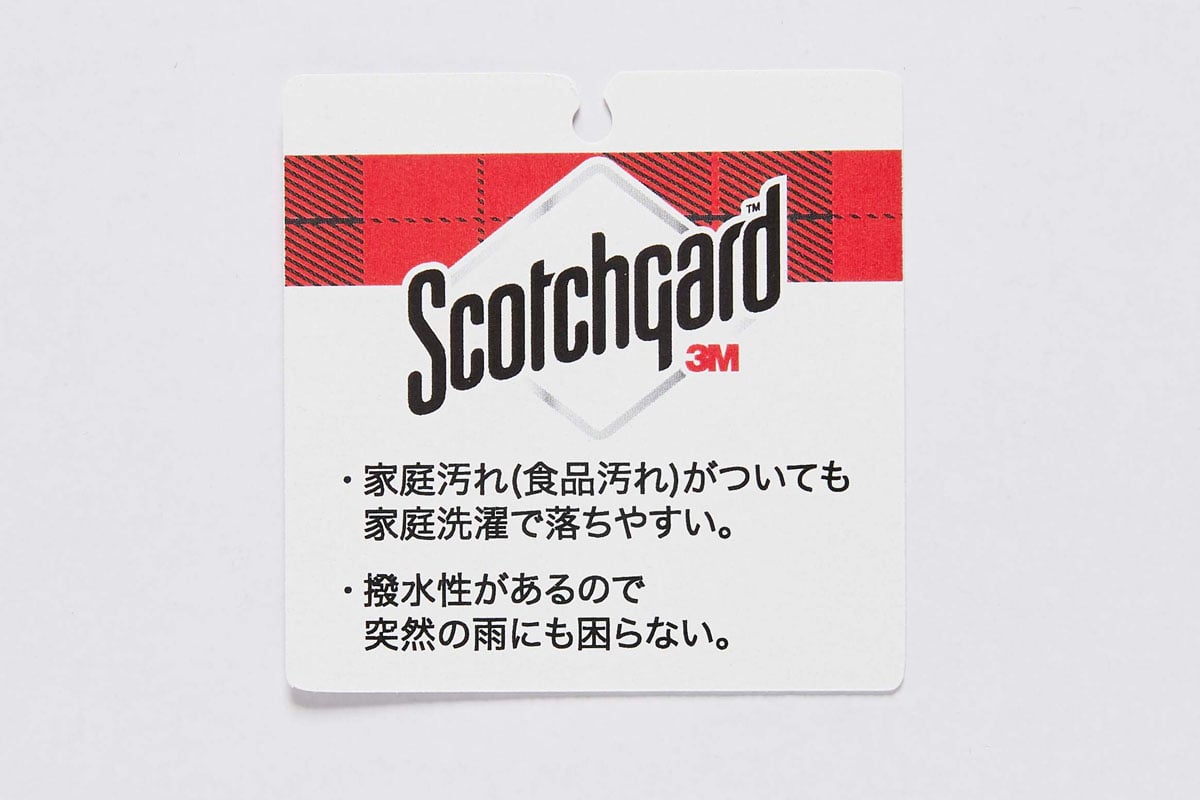 Scotchgard™
3M
・家庭汚れ(食品汚れ)がついても
家庭洗濯で落ちやすい。
・撥水性があるので
突然の雨にも困らない。